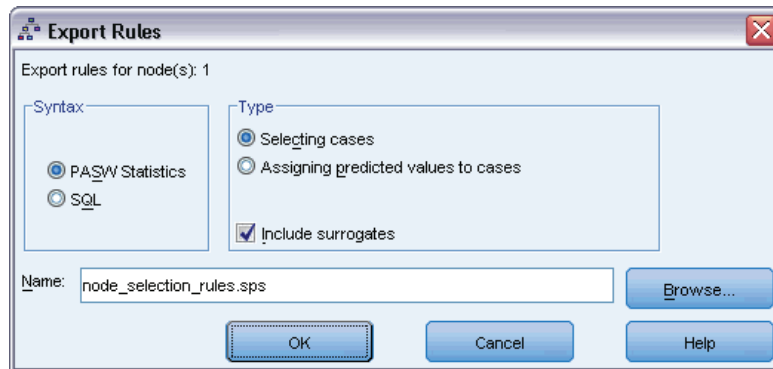 Export Rules
Export rules for node(s): 1
Syntax
PASW Statistics
SQL
Type
Selecting cases
Assigning predicted values to cases
Include surrogates
Name:
node_selection_rules.sps
Browse...
OK
Cancel
Help